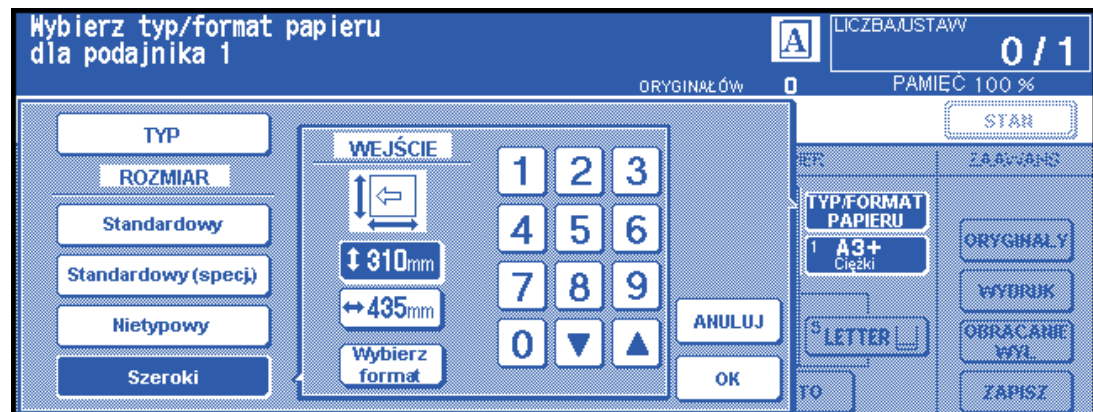 Wybierz typ/format papieru
dla podajnika 1
LICZBA/USTAW
0 / 1
ORYGINAŁÓW 0
PAMIĘĆ 100 %
STAN
TYP
ROZMIAR
Standardowy
Standardowy (specj.)
Nietypowy
Szeroki
WEJŚCIE
310mm
435mm
Wybierz
format
1 2 3
4 5 6
7 8 9
0
ANULUJ
OK
ZAAWANS
TYP/FORMAT
PAPIERU
1 A3+
Ciężki
S LETTER
ORYGINAŁY
WYDRUK
OBRACANIE
WYŁ.
ZAPISZ